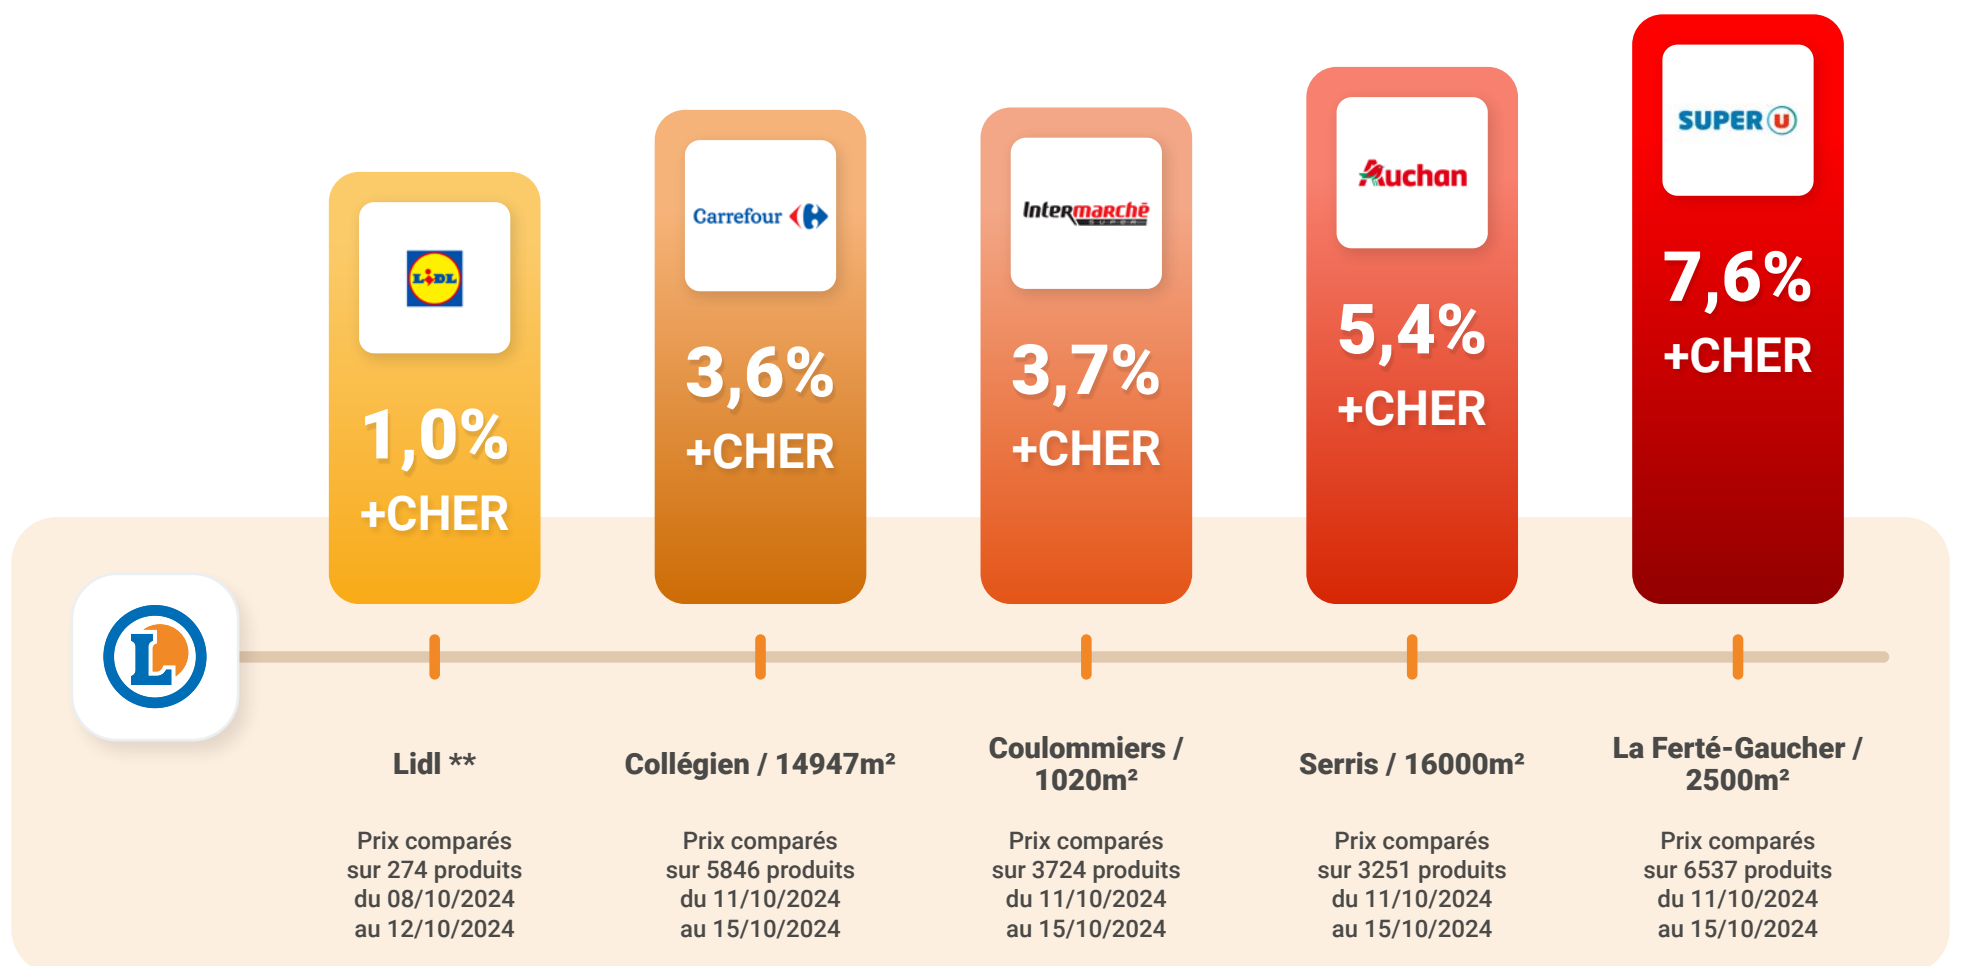 LIDL
1,0%
+CHER
Carrefour
3,6%
+CHER
Intermarché
SUPER
3,7%
+CHER
Auchan
5,4%
+CHER
SUPER U
7,6%
+CHER
L
Lidl **
Prix comparés
sur 274 produits
du 08/10/2024
au 12/10/2024
Collégien / 14947m²
Prix comparés
sur 5846 produits
du 11/10/2024
au 15/10/2024
Coulommiers /
1020m²
Prix comparés
sur 3724 produits
du 11/10/2024
au 15/10/2024
Serris / 16000m²
Prix comparés
sur 3251 produits
du 11/10/2024
au 15/10/2024
La Ferté-Gaucher /
2500m²
Prix comparés
sur 6537 produits
du 11/10/2024
au 15/10/2024